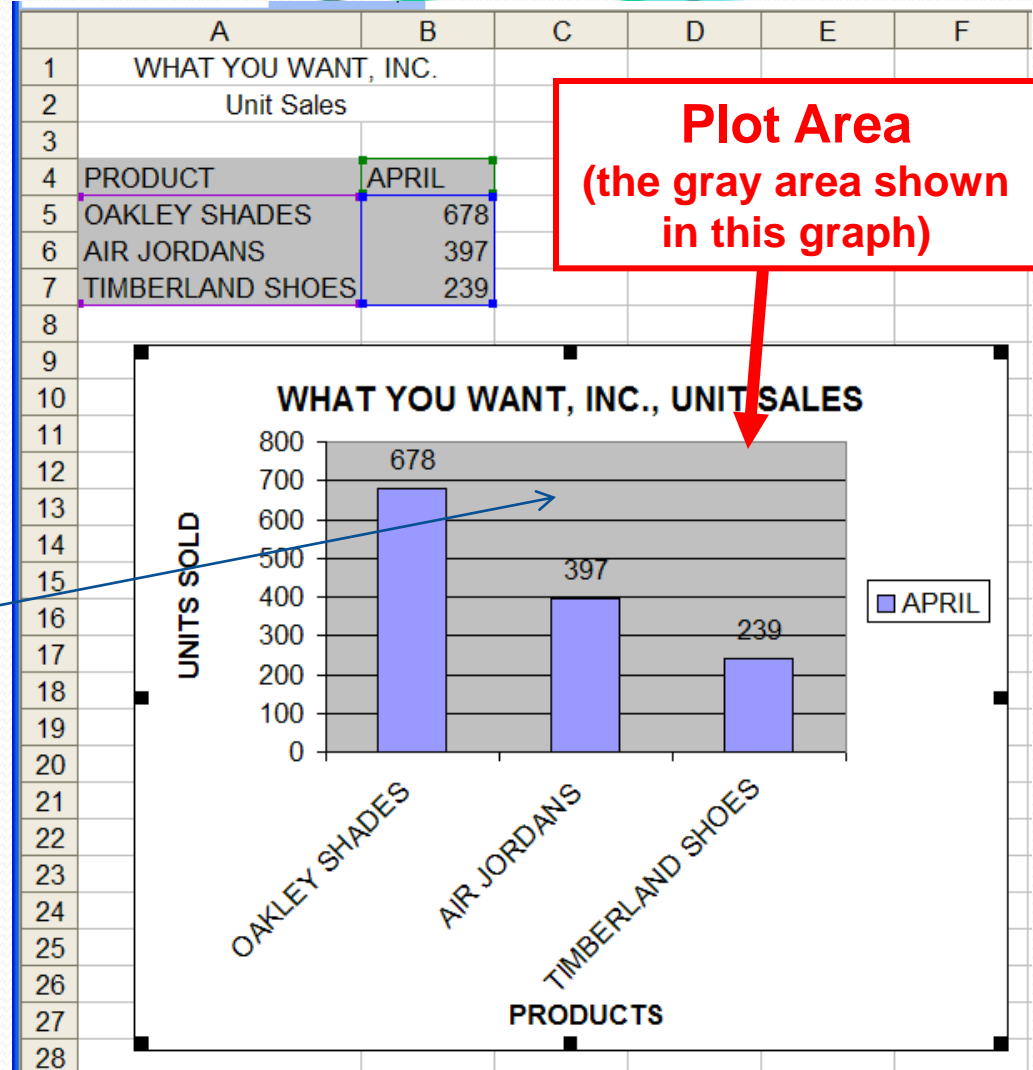 A B C D E F
1 WHAT YOU WANT, INC.
2 Unit Sales
3
4 PRODUCT APRIL
5 OAKLEY SHADES 678
6 AIR JORDANS 397
7 TIMBERLAND SHOES 239
8
Plot Area
(the gray area shown
in this graph)
9
10
11
12
13
14
15
16
17
18
19
20
21
22
23
24
25
26
27
28
WHAT YOU WANT, INC., UNIT SALES
UNITS SOLD
800
700
600
500
400
300
200
100
0
678
397
239
APRIL
OAKLEY SHADES
AIR JORDANS
TIMBERLAND SHOES
PRODUCTS